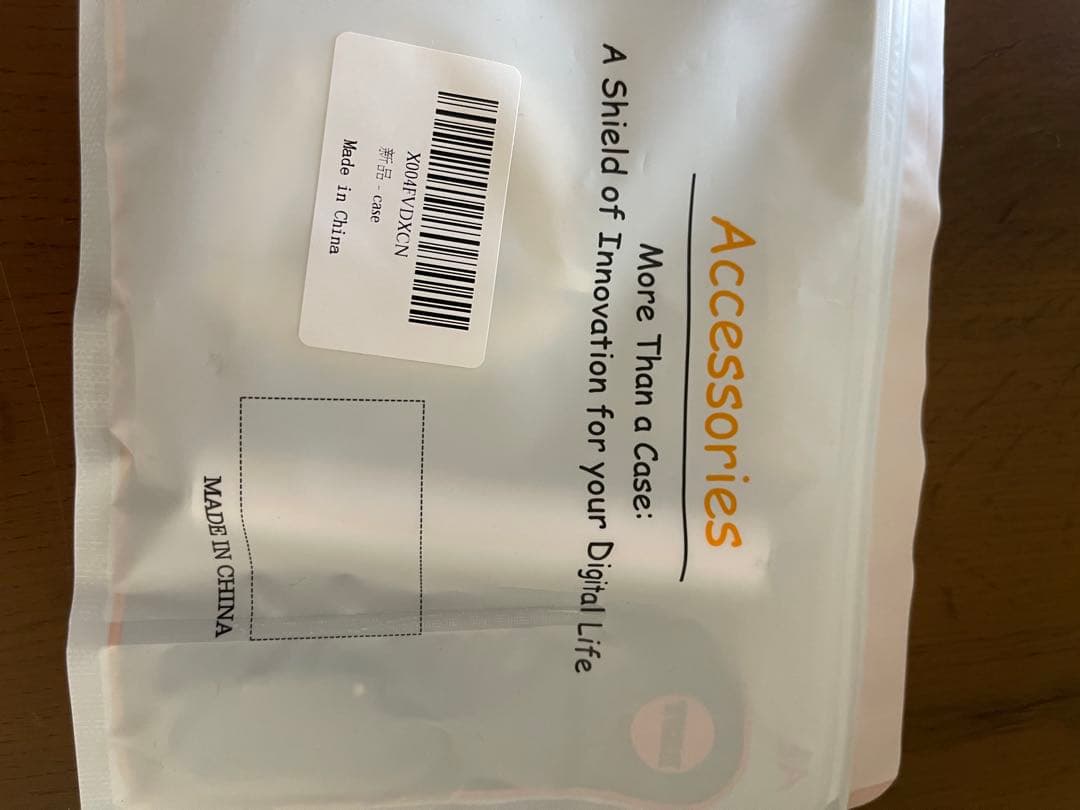 Accessories
More Than a Case:
A Shield of Innovation for your Digital Life
X004FVDXCN
新品 - case
Made in China
MADE IN CHINA